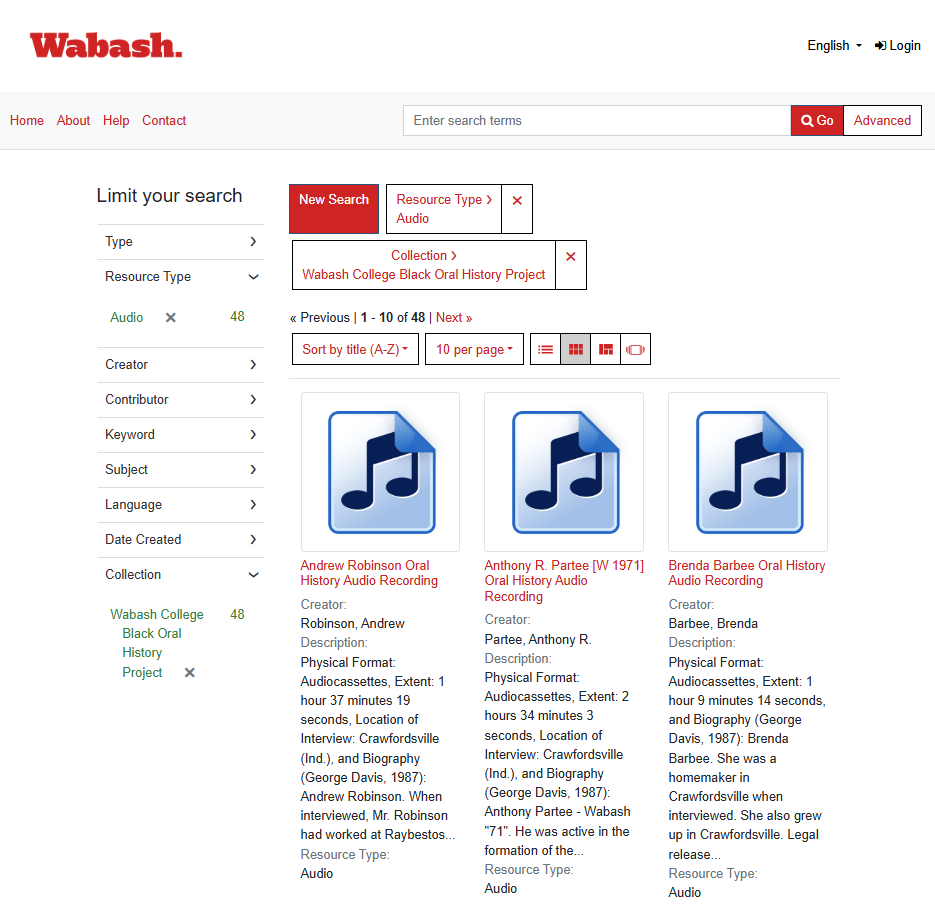 Wabash.
English
Login
Home
About
Help
Contact
Enter search terms
Go
Advanced
Limit your search
Type
Resource Type
Audio ✕ 48
Creator
Contributor
Keyword
Subject
Language
Date Created
Collection
Wabash College 48
Black Oral
History
Project ✕
New Search
Resource Type
Audio
✕
Collection
Wabash College Black Oral History Project
✕
« Previous | 1 - 10 of 48 | Next »
Sort by title (A-Z)
10 per page
Andrew Robinson Oral
History Audio Recording
Creator:
Robinson, Andrew
Description:
Physical Format:
Audiocassettes, Extent: 1
hour 37 minutes 19
seconds, Location of
Interview: Crawfordsville
(Ind.), and Biography
(George Davis, 1987):
Andrew Robinson. When
interviewed, Mr. Robinson
had worked at Raybestos...
Resource Type:
Audio
Anthony R. Partee [W 1971]
Oral History Audio
Recording
Creator:
Partee, Anthony R.
Description:
Physical Format:
Audiocassettes, Extent: 2
hours 34 minutes 3
seconds, Location of
Interview: Crawfordsville
(Ind.), and Biography
(George Davis, 1987):
Anthony Partee - Wabash
"71". He was active in the
formation of the...
Resource Type:
Audio
Brenda Barbee Oral History
Audio Recording
Creator:
Barbee, Brenda
Description:
Physical Format:
Audiocassettes, Extent: 1
hour 9 minutes 14 seconds,
and Biography (George
Davis, 1987): Brenda
Barbee. She was a
homemaker in
Crawfordsville when
interviewed. She also grew
up in Crawfordsville. Legal
release...
Resource Type:
Audio